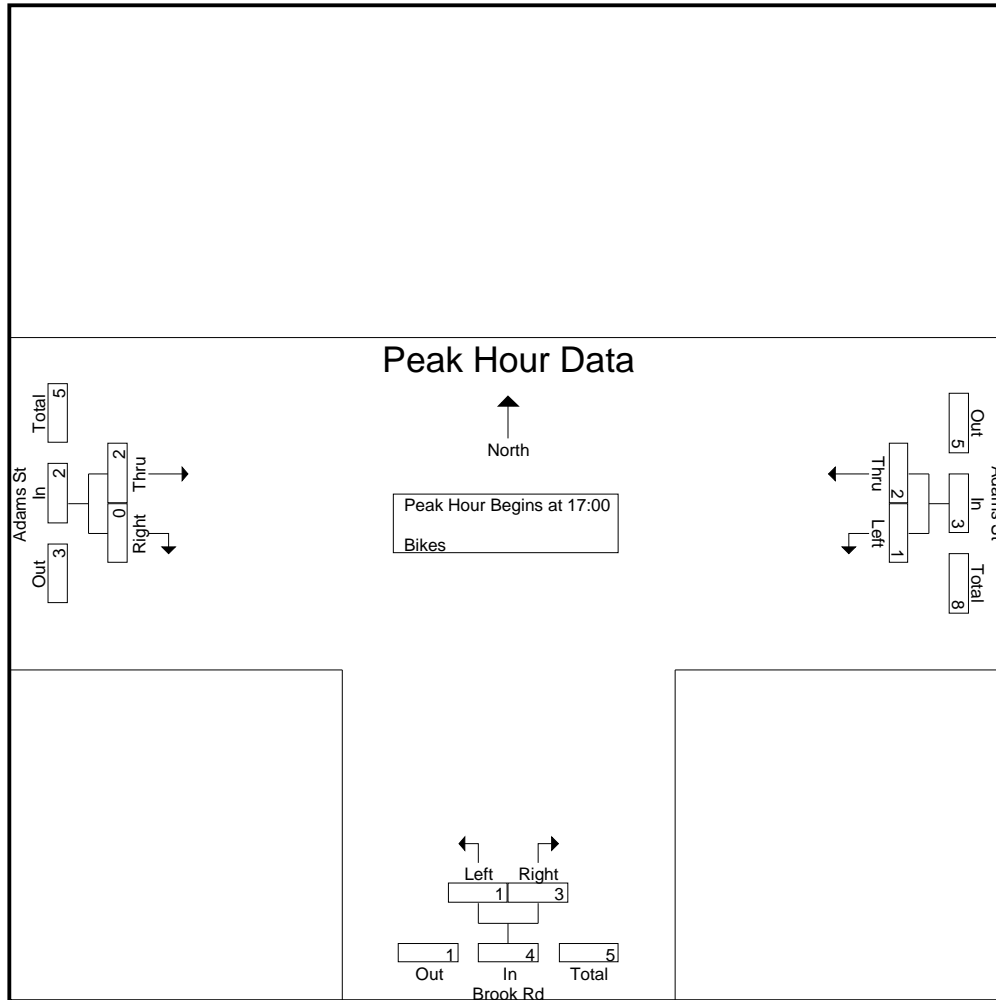 Peak Hour Data
North
Peak Hour Begins at 17:00
Bikes
Adams St
Out In Total
3 2 5
Right Thru
0 2
Adams St
Out In Total
5 3 8
Thru Left
2 1
Left Right
1 3
1 4 5
Out In Total
Brook Rd